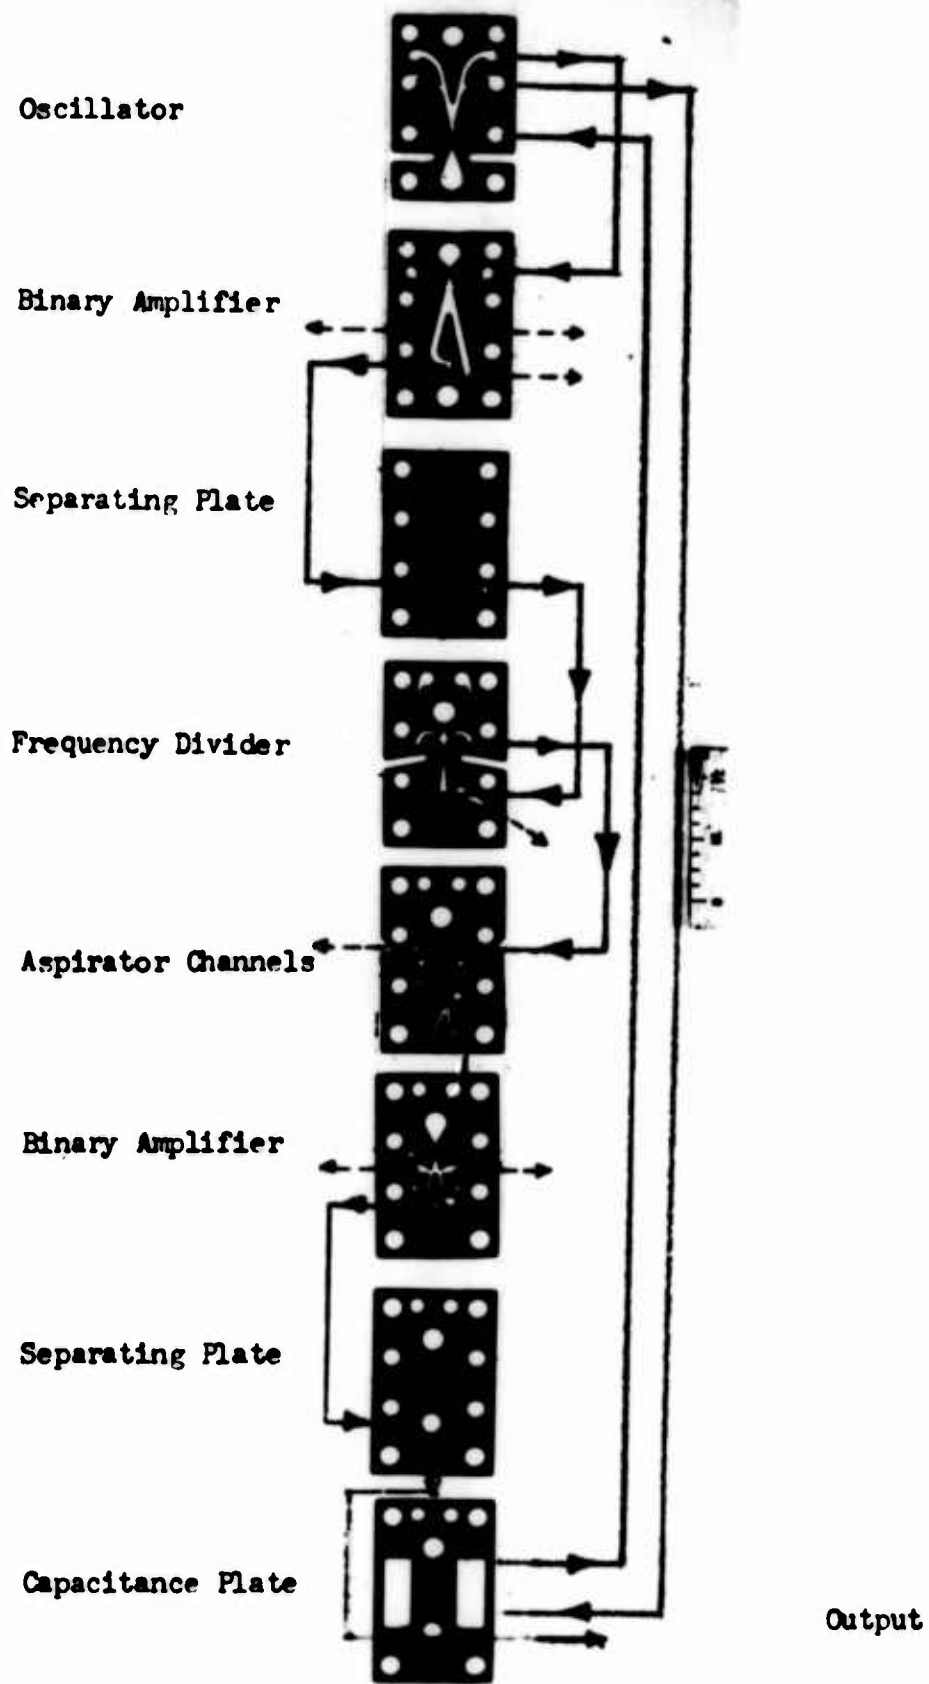 Oscillator
Binary Amplifier
Separating Plate
Frequency Divider
Aspirator Channels
Binary Amplifier
Separating Plate
Capacitance Plate
Output